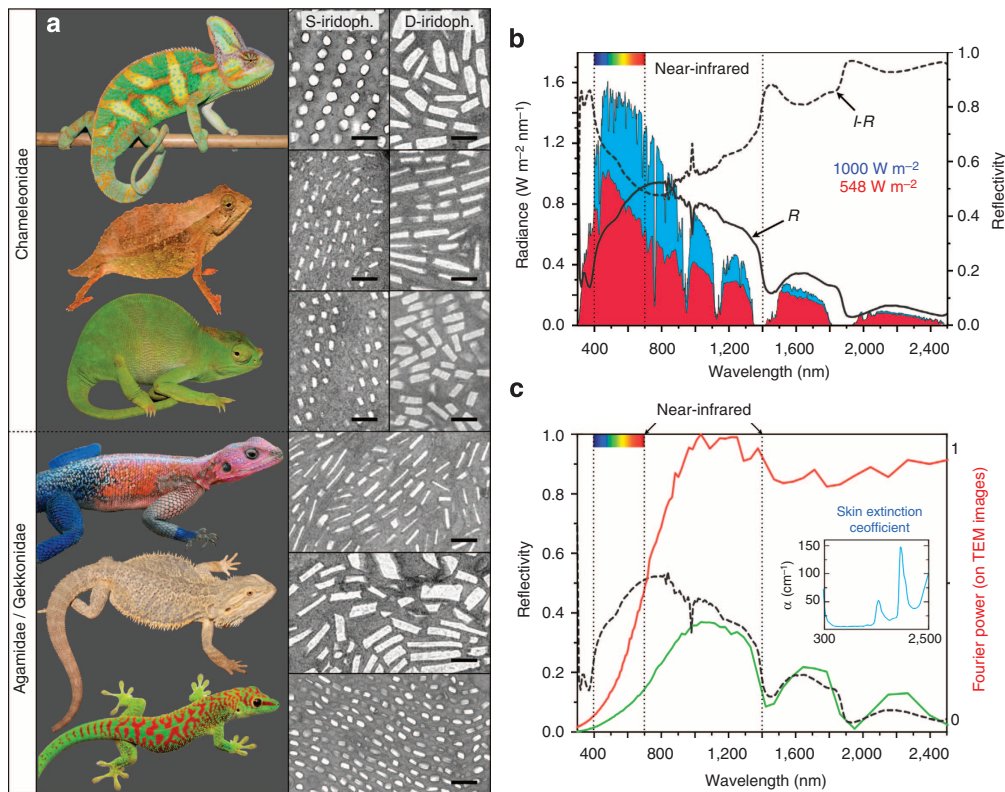 a
S-iridoph.
D-iridoph.
Chameleonidae
Agamidae / Gekkonidae
b
Near-infrared
I-R
1000 W m−2
548 W m−2
R
Radiance (W m−2 nm−1)
1.6
1.2
0.8
0.4
0.0
Reflectivity
1.0
0.8
0.6
0.4
0.2
0.0
400
800
1,200
1,600
2,000
2,400
Wavelength (nm)
c
Near-infrared
Reflectivity
1.0
0.8
0.6
0.4
0.2
0.0
Skin extinction
ceofficient
α (cm−1)
150
100
50
300
2,500
1
0
Fourier power (on TEM images)
400
800
1,200
1,600
2,000
2,400
Wavelength (nm)